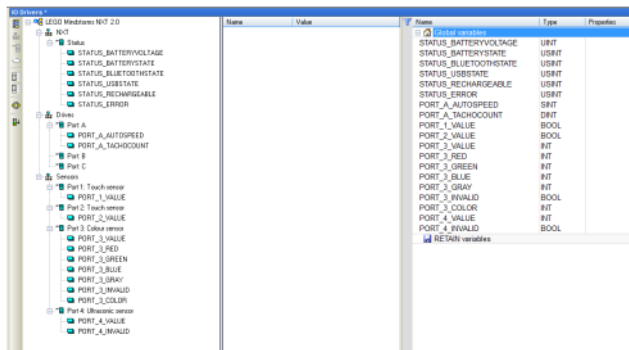 IO Drivers *
LEGO Mindstorms NXT 2.0
NXT
Status
STATUS_BATTERYVOLTAGE
STATUS_BATTERYSTATE
STATUS_BLUETOOTHSTATE
STATUS_USBSTATE
STATUS_RECHARGEABLE
STATUS_ERROR
Drives
Port A
PORT_A_AUTOSPEED
PORT_A_TACHOCOUNT
Port B
Port C
Sensors
Port 1: Touch sensor
PORT_1_VALUE
Port 2: Touch sensor
PORT_2_VALUE
Port 3: Colour sensor
PORT_3_VALUE
PORT_3_RED
PORT_3_GREEN
PORT_3_BLUE
PORT_3_GRAY
PORT_3_INVALID
PORT_3_COLOR
Port 4: Ultrasonic sensor
PORT_4_VALUE
PORT_4_INVALID
Name Value
Name Type Properties
Global variables
STATUS_BATTERYVOLTAGE UINT
STATUS_BATTERYSTATE USINT
STATUS_BLUETOOTHSTATE USINT
STATUS_USBSTATE USINT
STATUS_RECHARGEABLE USINT
STATUS_ERROR USINT
PORT_A_AUTOSPEED SINT
PORT_A_TACHOCOUNT DINT
PORT_1_VALUE BOOL
PORT_2_VALUE BOOL
PORT_3_VALUE INT
PORT_3_RED INT
PORT_3_GREEN INT
PORT_3_BLUE INT
PORT_3_GRAY INT
PORT_3_INVALID BOOL
PORT_3_COLOR INT
PORT_4_VALUE INT
PORT_4_INVALID BOOL
RETAIN variables